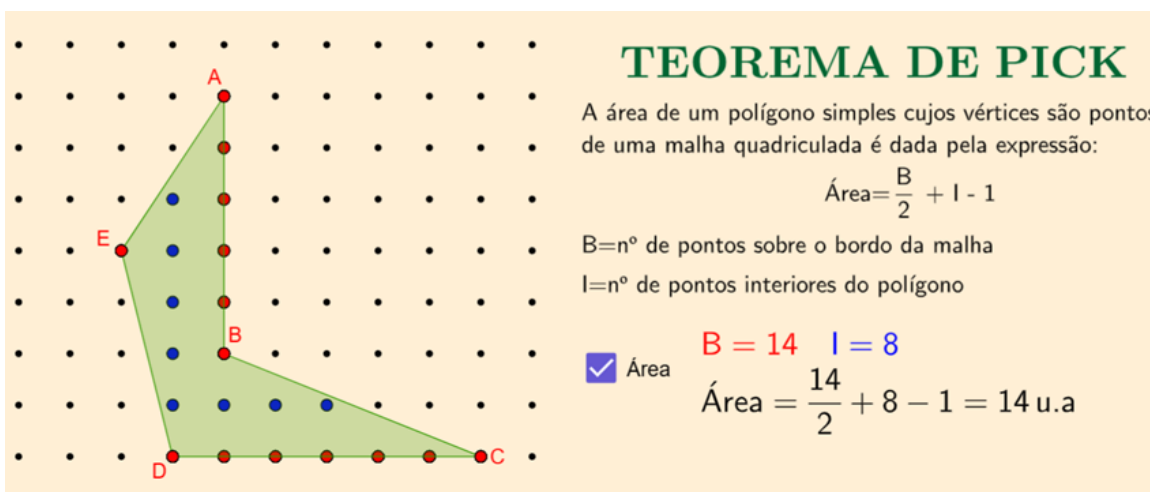 TEOREMA DE PICK
A área de um polígono simples cujos vértices são pontos
de uma malha quadriculada é dada pela expressão:
Área= B/2 + I - 1
B=nº de pontos sobre o bordo da malha
I=nº de pontos interiores do polígono
B = 14 I = 8
Área
Área = 14/2 + 8 − 1 = 14 u.a
A
E
B
D
C